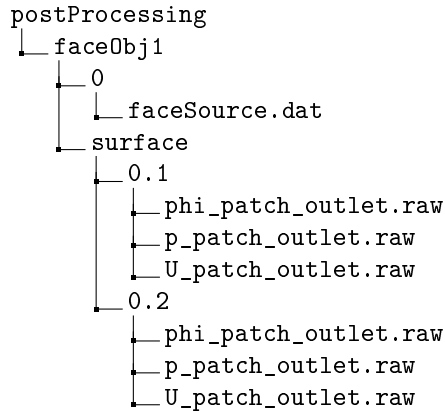 postProcessing
faceObj1
0
faceSource.dat
surface
0.1
phi_patch_outlet.raw
p_patch_outlet.raw
U_patch_outlet.raw
0.2
phi_patch_outlet.raw
p_patch_outlet.raw
U_patch_outlet.raw